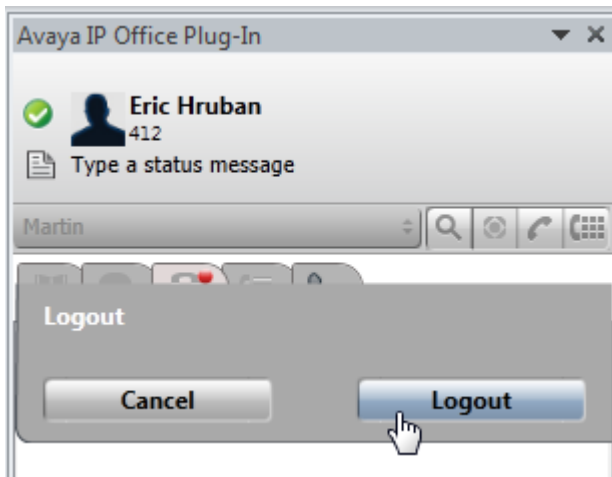 Avaya IP Office Plug-In
Eric Hruban
412
Type a status message
Martin
Logout
Cancel
Logout